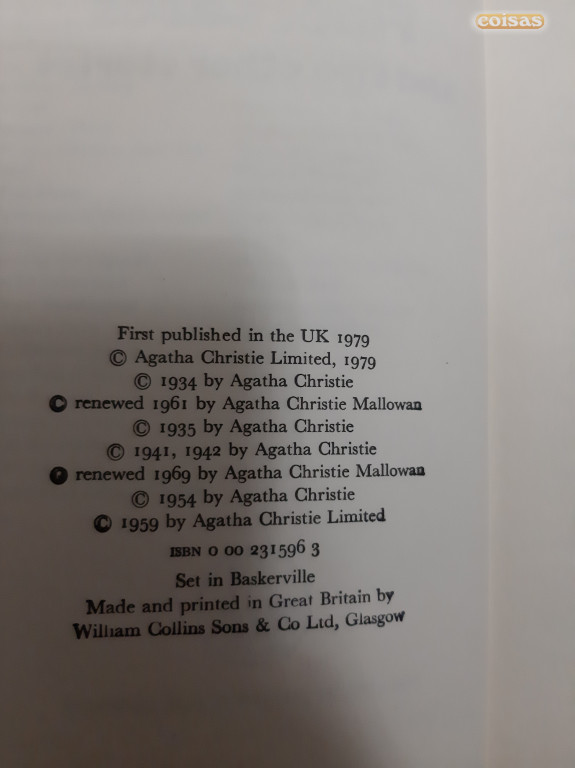 coisas
First published in the UK 1979
© Agatha Christie Limited, 1979
© 1934 by Agatha Christie
© renewed 1961 by Agatha Christie Mallowan
© 1935 by Agatha Christie
© 1941, 1942 by Agatha Christie
© renewed 1969 by Agatha Christie Mallowan
© 1954 by Agatha Christie
© 1959 by Agatha Christie Limited
ISBN 0 00 231596 3
Set in Baskerville
Made and printed in Great Britain by
William Collins Sons & Co Ltd, Glasgow